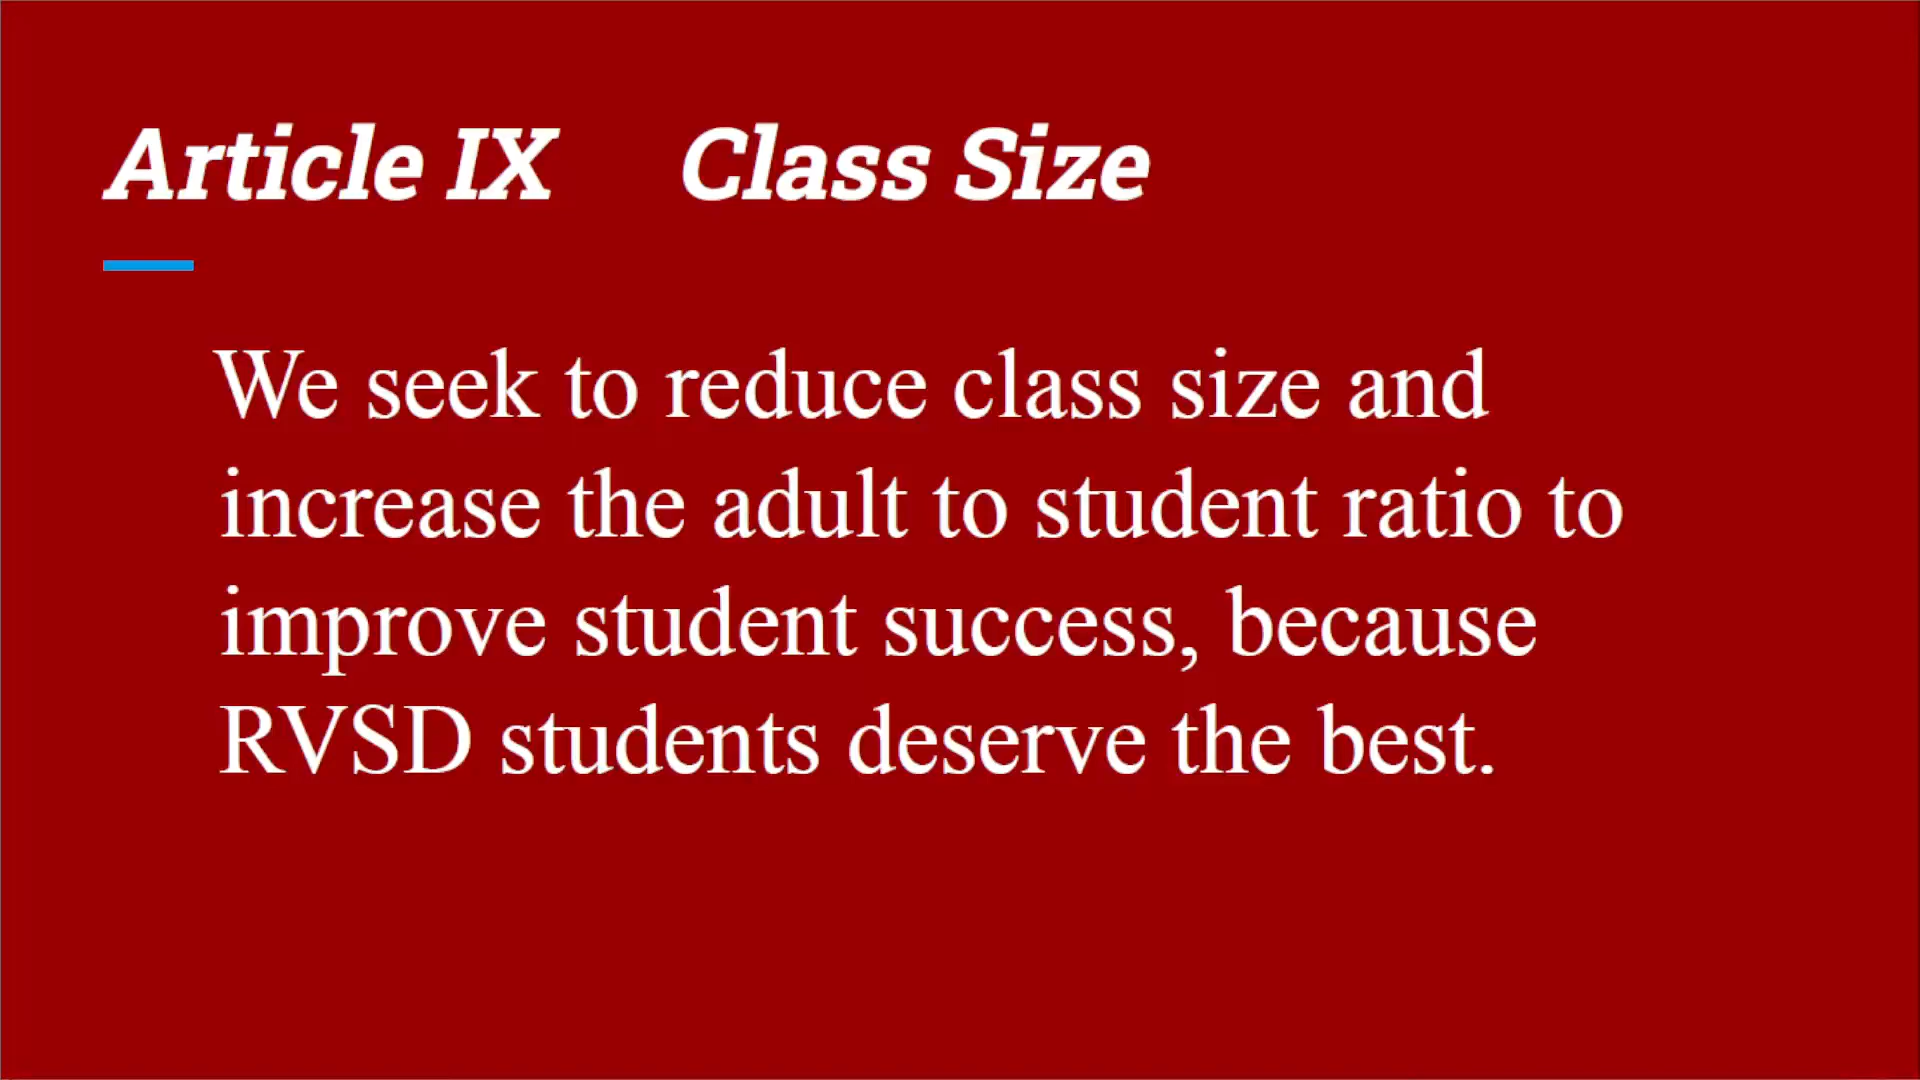 Article IX Class Size
We seek to reduce class size and
increase the adult to student ratio to
improve student success, because
RVSD students deserve the best.